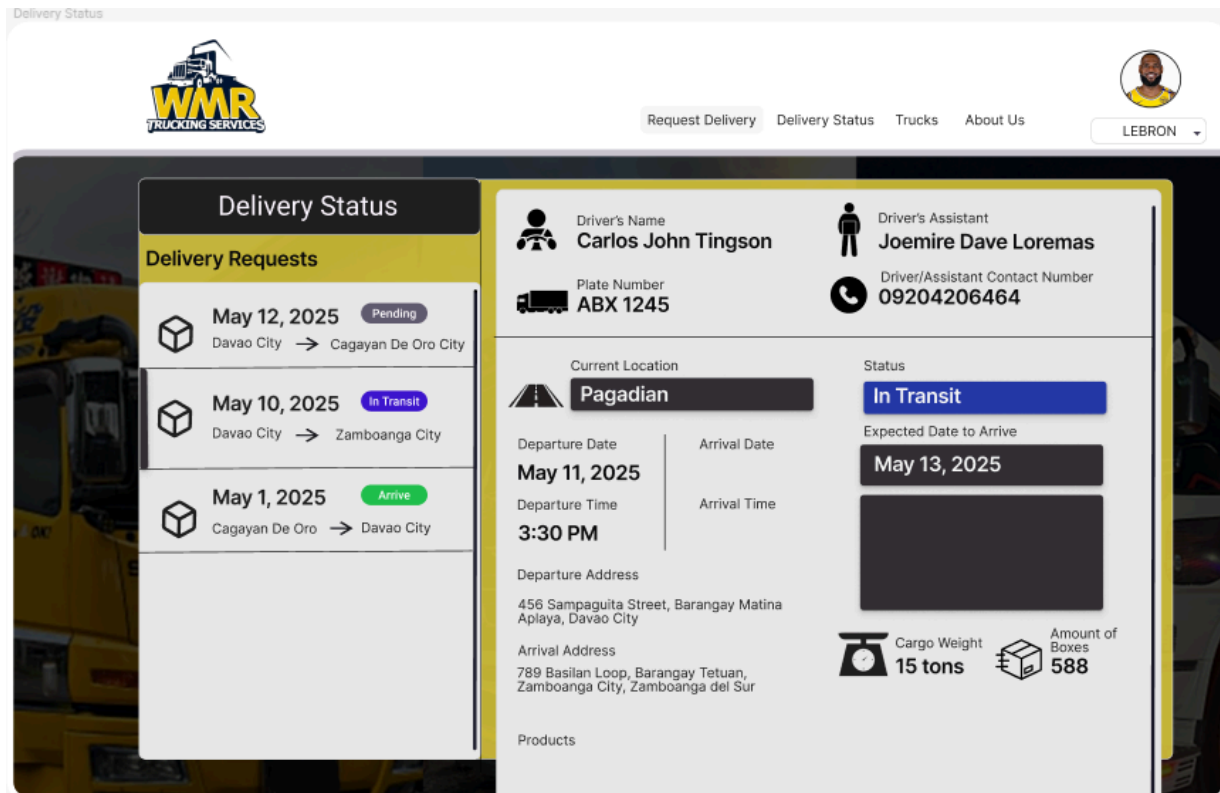 Delivery Status
WMR
TRUCKING SERVICES
Request Delivery
Delivery Status
Trucks
About Us
LEBRON
Delivery Status
Delivery Requests
May 12, 2025
Pending
Davao City
Cagayan De Oro City
May 10, 2025
In Transit
Davao City
Zamboanga City
May 1, 2025
Arrive
Cagayan De Oro
Davao City
Driver's Name
Carlos John Tingson
Driver's Assistant
Joemire Dave Loremas
Plate Number
ABX 1245
Driver/Assistant Contact Number
09204206464
Current Location
Pagadian
Status
In Transit
Expected Date to Arrive
May 13, 2025
Departure Date
May 11, 2025
Arrival Date
Departure Time
3:30 PM
Arrival Time
Departure Address
456 Sampaguita Street, Barangay Matina
Aplaya, Davao City
Arrival Address
789 Basilan Loop, Barangay Tetuan,
Zamboanga City, Zamboanga del Sur
Cargo Weight
15 tons
Amount of
Boxes
588
Products